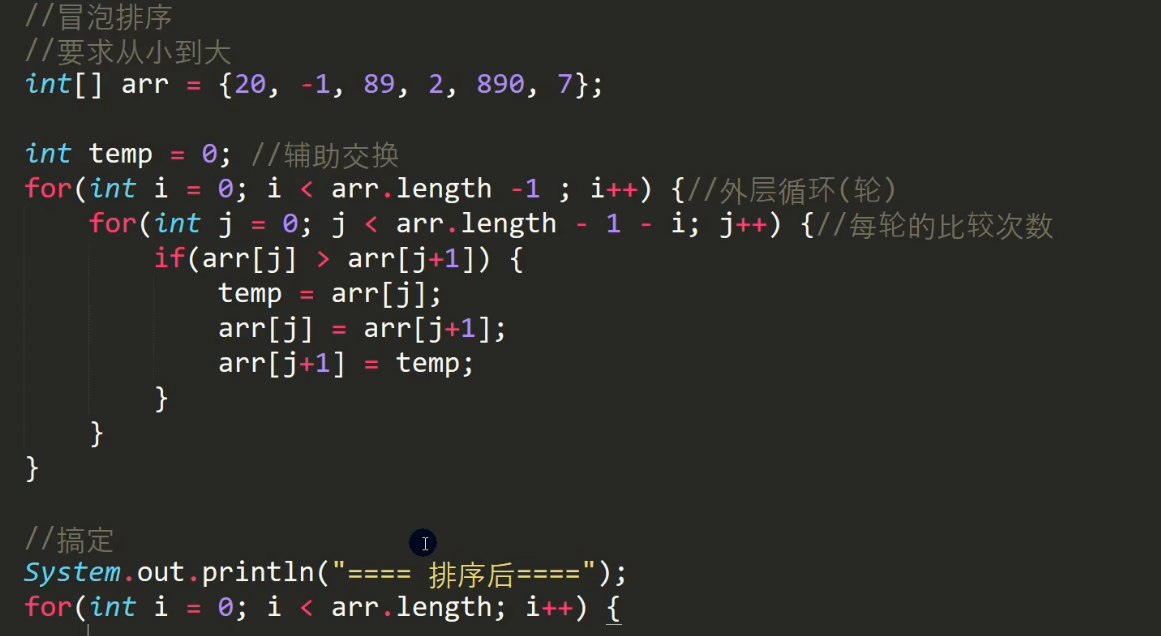 //冒泡排序
//要求从小到大
int[] arr = {20, -1, 89, 2, 890, 7};
int temp = 0; //辅助交换
for(int i = 0; i < arr.length -1 ; i++) {//外层循环(轮)
for(int j = 0; j < arr.length - 1 - i; j++) {//每轮的比较次数
if(arr[j] > arr[j+1]) {
temp = arr[j];
arr[j] = arr[j+1];
arr[j+1] = temp;
}
}
}
//搞定
System.out.println("==== 排序后====");
for(int i = 0; i < arr.length; i++) {